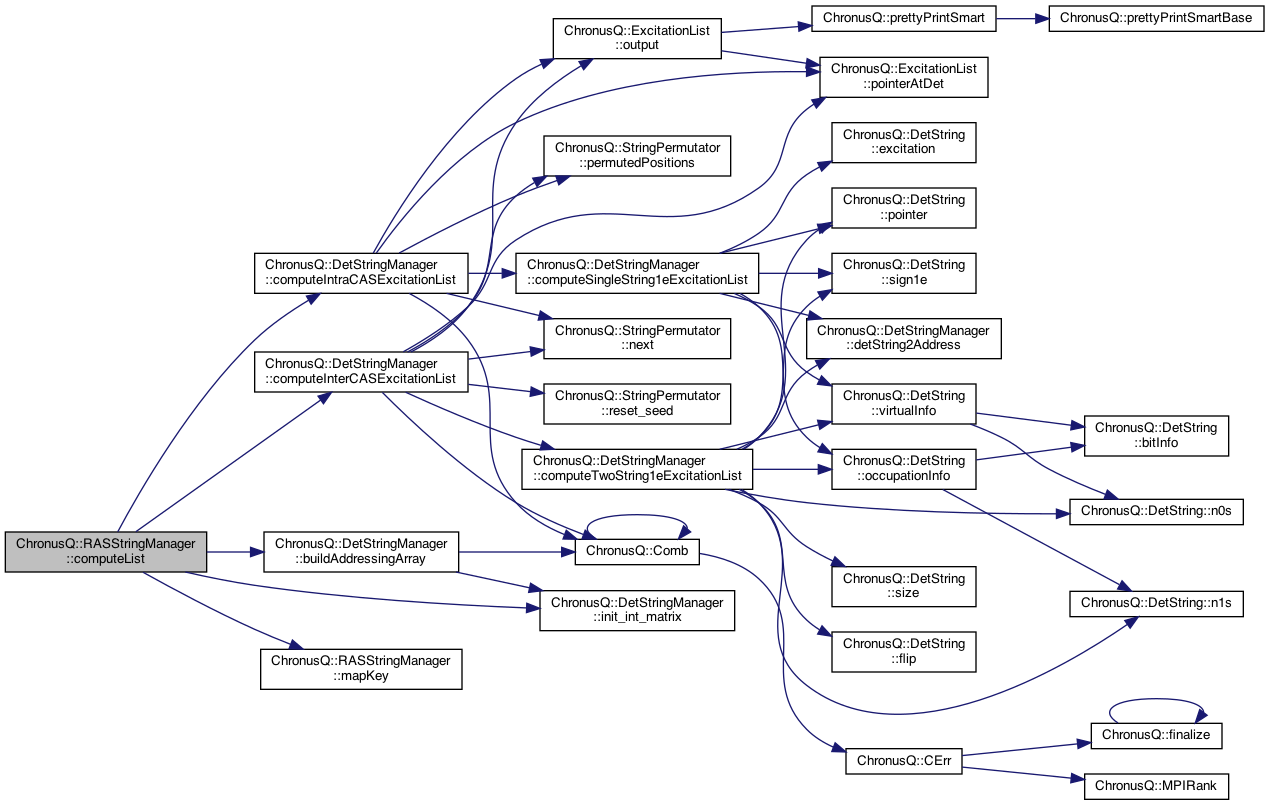 ChronusQ::RASStringManager
::computeList
ChronusQ::DetStringManager
::computeIntraCASExcitationList
ChronusQ::DetStringManager
::computeInterCASExcitationList
ChronusQ::DetStringManager
::buildAddressingArray
ChronusQ::RASStringManager
::mapKey
ChronusQ::ExcitationList
::output
ChronusQ::StringPermutator
::permutedPositions
ChronusQ::DetStringManager
::computeSingleString1eExcitationList
ChronusQ::StringPermutator
::next
ChronusQ::StringPermutator
::reset_seed
ChronusQ::DetStringManager
::computeTwoString1eExcitationList
ChronusQ::Comb
ChronusQ::DetStringManager
::init_int_matrix
ChronusQ::prettyPrintSmart
ChronusQ::ExcitationList
::pointerAtDet
ChronusQ::DetString
::excitation
ChronusQ::DetString
::pointer
ChronusQ::DetString
::sign1e
ChronusQ::DetStringManager
::detString2Address
ChronusQ::DetString
::virtualInfo
ChronusQ::DetString
::occupationInfo
ChronusQ::DetString
::size
ChronusQ::DetString
::flip
ChronusQ::CErr
ChronusQ::prettyPrintSmartBase
ChronusQ::DetString
::bitInfo
ChronusQ::DetString::n0s
ChronusQ::DetString::n1s
ChronusQ::finalize
ChronusQ::MPIRank